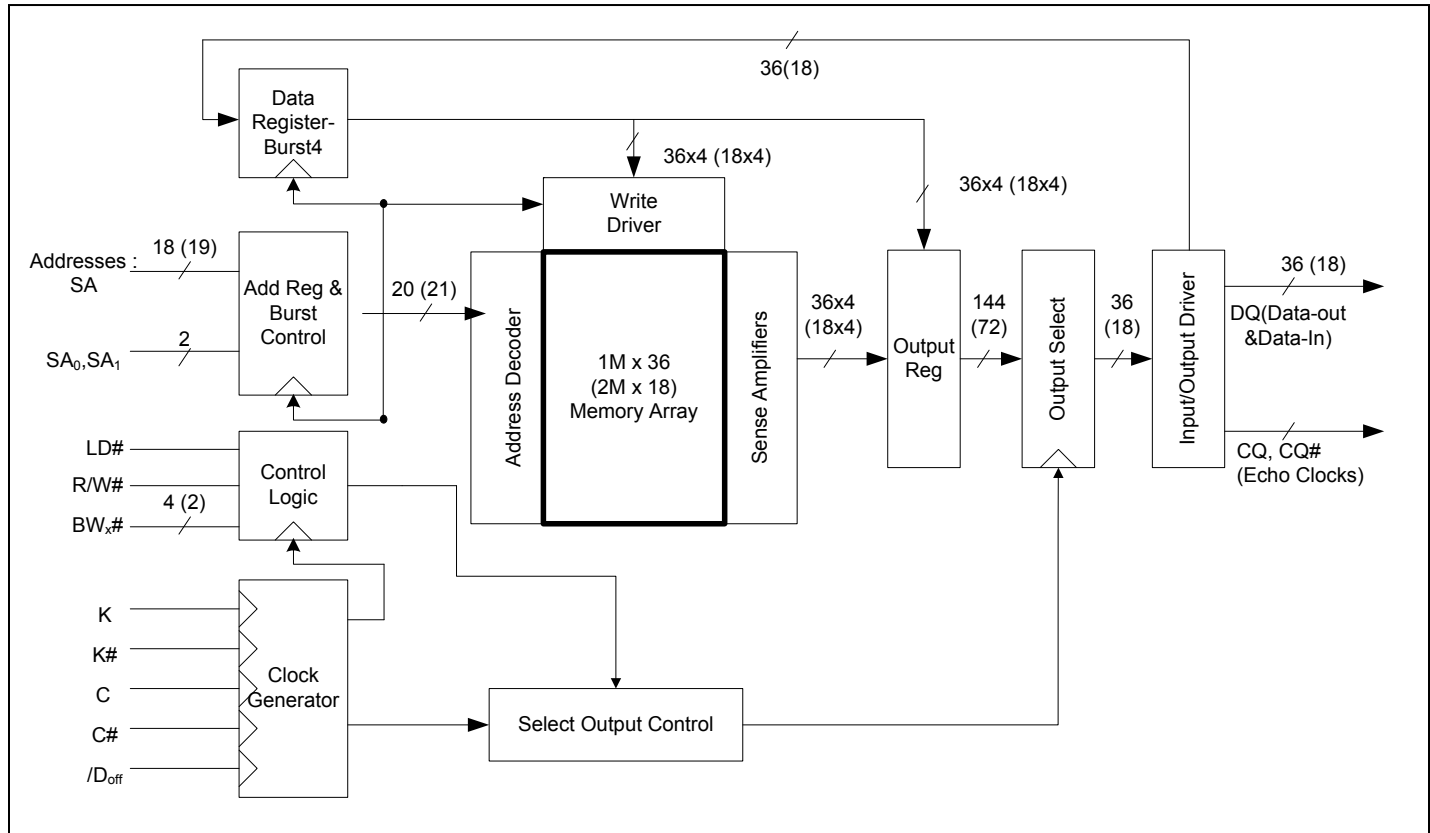 36(18)
Data
Register-
Burst4
36x4 (18x4)
36x4 (18x4)
Write
Driver
18 (19)
Addresses :
SA
2
SA0,SA1
Add Reg &
Burst
Control
20 (21)
Address Decoder
1M x 36
(2M x 18)
Memory Array
Sense Amplifiers
36x4
(18x4)
Output
Reg
144
(72)
Output Select
36
(18)
Input/Output Driver
36 (18)
DQ(Data-out
&Data-In)
CQ, CQ#
(Echo Clocks)
LD#
R/W#
4 (2)
BWx#
Control
Logic
K
K#
C
C#
/Doff
Clock
Generator
Select Output Control